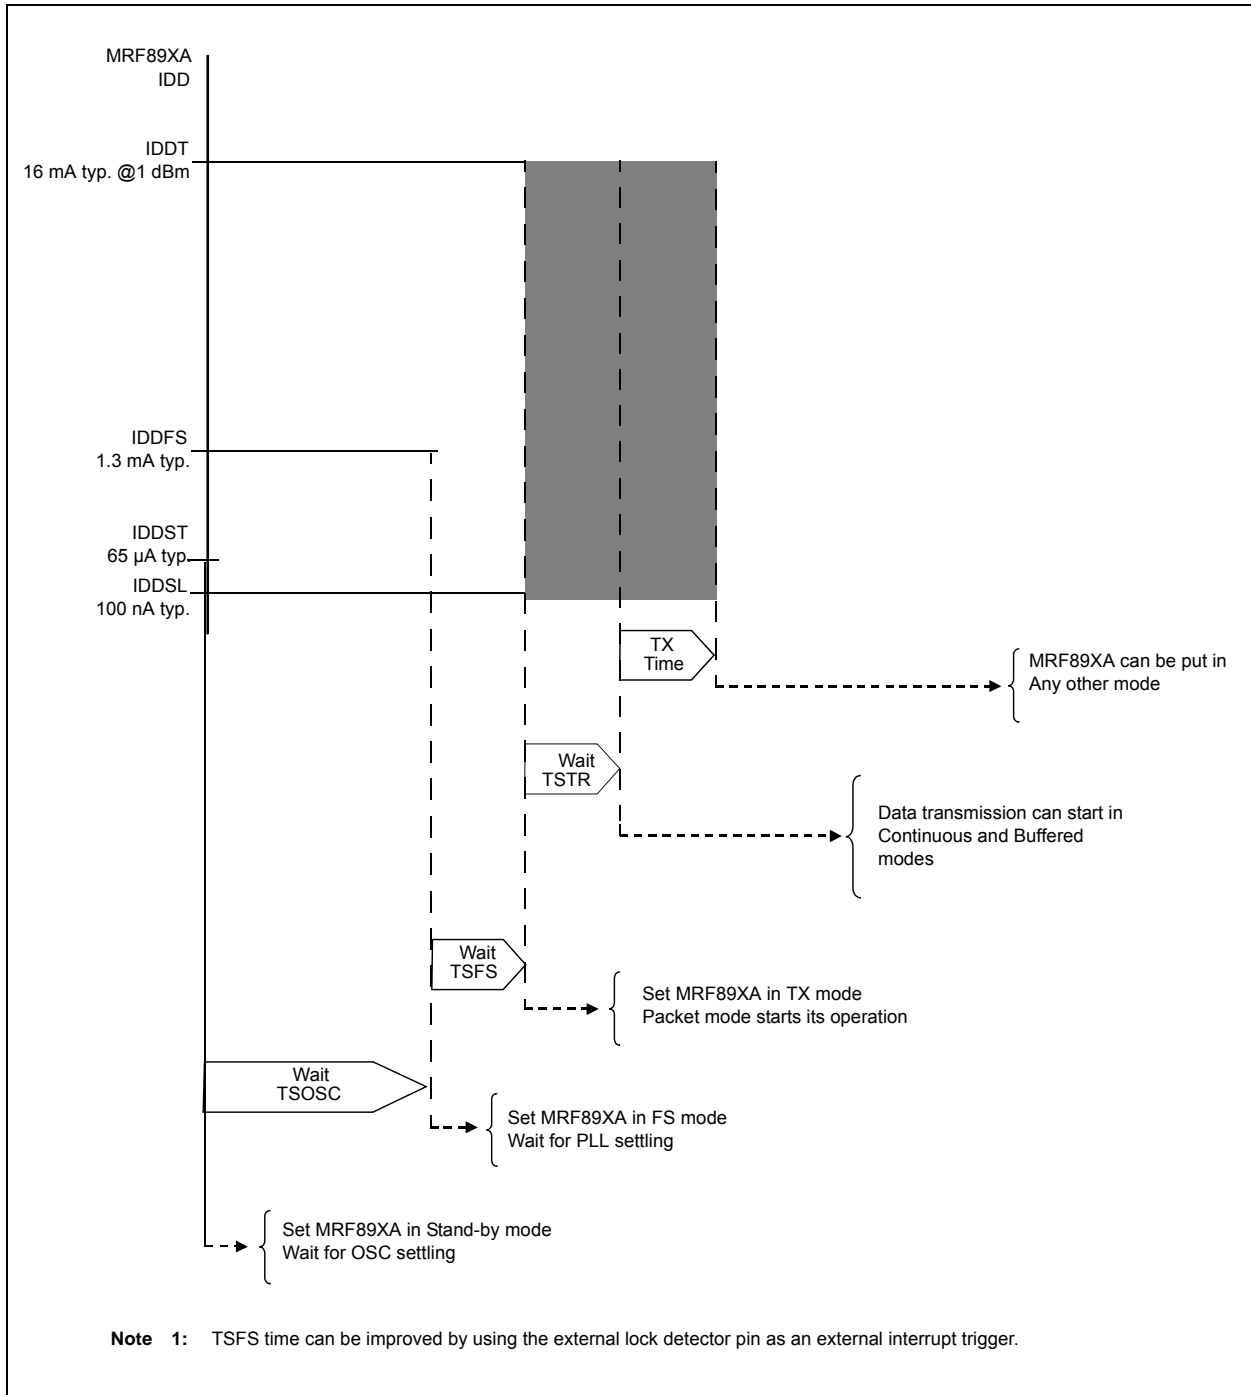 MRF89XA
IDD
IDDT
16 mA typ. @1 dBm
IDDFS
1.3 mA typ.
IDDST
65 µA typ.
IDDSL
100 nA typ.
TX
Time
MRF89XA can be put in
Any other mode
Wait
TSTR
Data transmission can start in
Continuous and Buffered
modes
Wait
TSFS
Set MRF89XA in TX mode
Packet mode starts its operation
Wait
TSOSC
Set MRF89XA in FS mode
Wait for PLL settling
Set MRF89XA in Stand-by mode
Wait for OSC settling
Note 1: TSFS time can be improved by using the external lock detector pin as an external interrupt trigger.